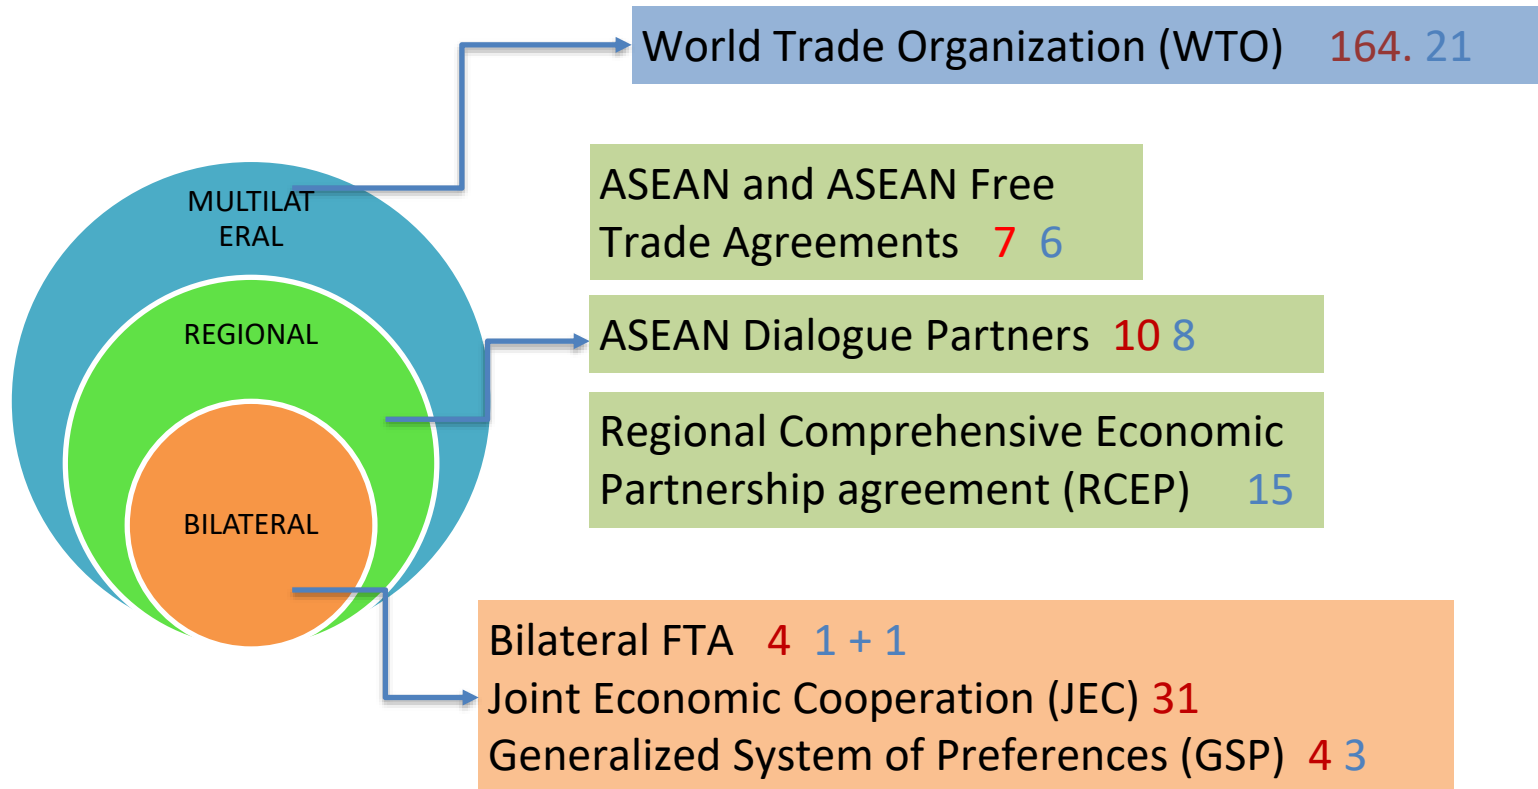 World Trade Organization (WTO) 164. 21
MULTILAT
ERAL
REGIONAL
BILATERAL
ASEAN and ASEAN Free
Trade Agreements 7 6
ASEAN Dialogue Partners 10 8
Regional Comprehensive Economic
Partnership agreement (RCEP) 15
Bilateral FTA 4 1 + 1
Joint Economic Cooperation (JEC) 31
Generalized System of Preferences (GSP) 4 3